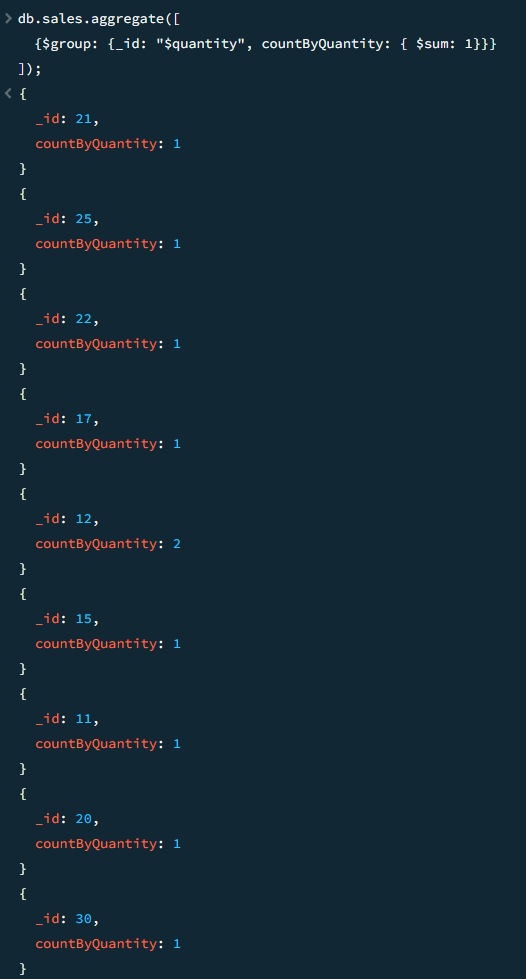 > db.sales.aggregate([
{$group: {_id: "$quantity", countByQuantity: { $sum: 1}}}
]);
< {
_id: 21,
countByQuantity: 1
}
{
_id: 25,
countByQuantity: 1
}
{
_id: 22,
countByQuantity: 1
}
{
_id: 17,
countByQuantity: 1
}
{
_id: 12,
countByQuantity: 2
}
{
_id: 15,
countByQuantity: 1
}
{
_id: 11,
countByQuantity: 1
}
{
_id: 20,
countByQuantity: 1
}
{
_id: 30,
countByQuantity: 1
}